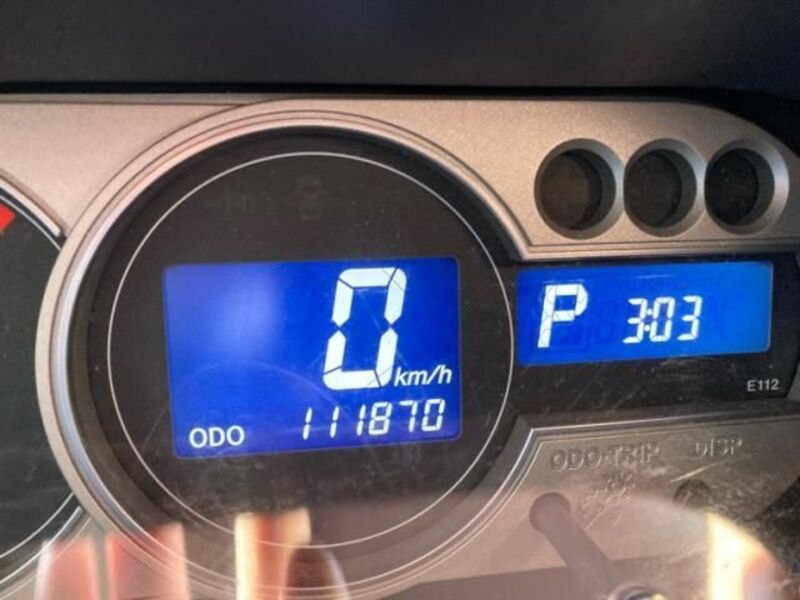 0 km/h
ODO 111870
P 3:03
E112
ODO·TRIP DISP